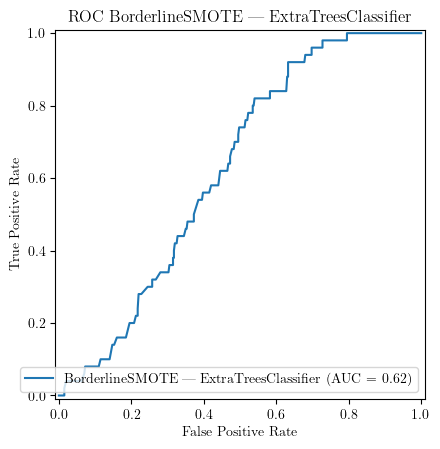 ROC BorderlineSMOTE — ExtraTreesClassifier
1.0
0.8
0.6
0.4
0.2
0.0
True Positive Rate
BorderlineSMOTE — ExtraTreesClassifier (AUC = 0.62)
0.0 0.2 0.4 0.6 0.8 1.0
False Positive Rate